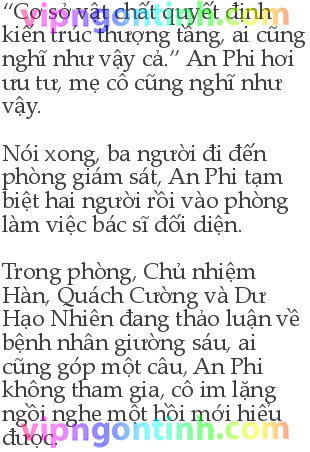 “Cơ sở vật chất quyết định
kiến trúc thượng tầng, ai cũng
nghĩ như vậy cả.” An Phi hơi
ưu tư, mẹ cô cũng nghĩ như
vậy.
Nói xong, ba người đi đến
phòng giám sát, An Phi tạm
biệt hai người rồi vào phòng
làm việc bác sĩ đối diện.
Trong phòng, Chủ nhiệm
Hàn, Quách Cường và Dư
Hạo Nhiên đang thảo luận về
bệnh nhân giường sáu, ai
cũng góp một câu, An Phi
không tham gia, cô im lặng
ngồi nghe một hồi mới hiểu
được.
vipngontinh.com
vipngontinh.com